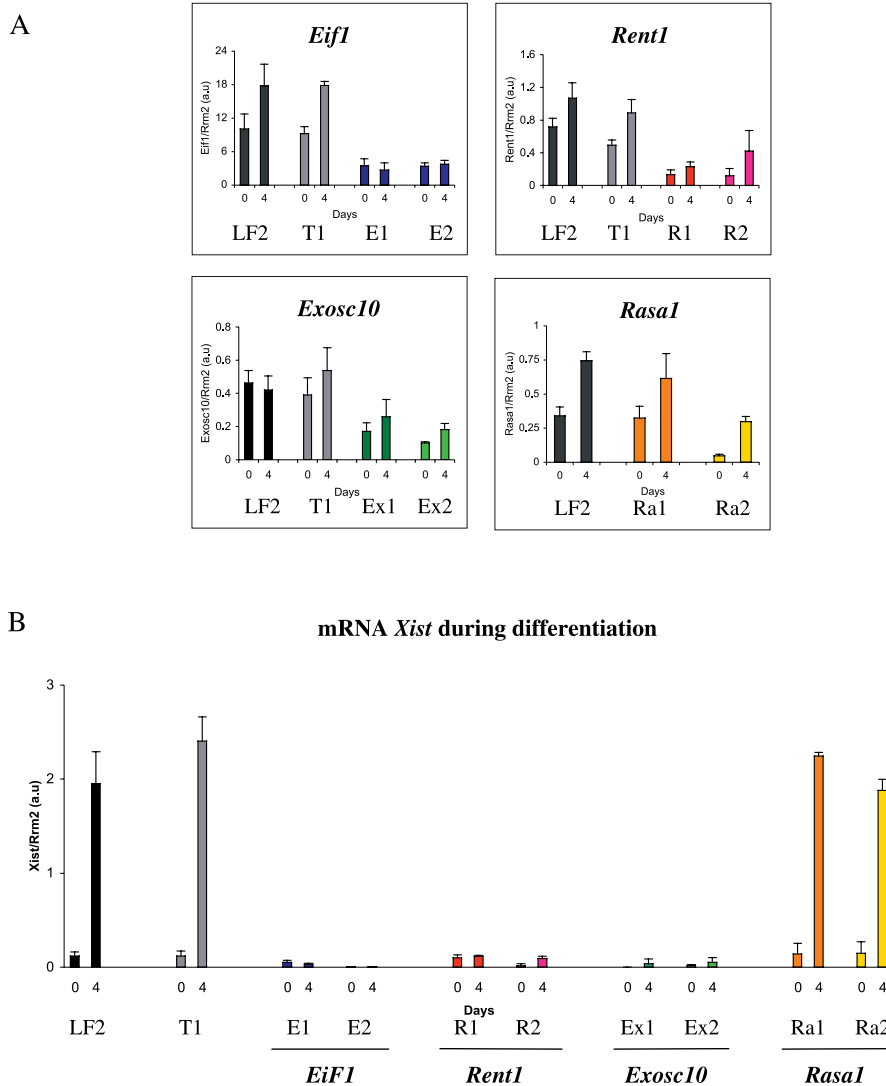 A
Eif1
Eif1/Rrm2 (a.u)
24
18
12
6
0
0 4 0 4 0 4 0 4
Days
LF2 T1 E1 E2
Rent1
Rent1/Rrm2 (a.u)
1.6
1.2
0.8
0.4
0
0 4 0 4 0 4 0 4
Days
LF2 T1 R1 R2
Exosc10
Exosc10/Rrm2 (a.u)
0.8
0.6
0.4
0.2
0
0 4 0 4 0 4 0 4
Days
LF2 T1 Ex1 Ex2
Rasa1
Rasa1/Rrm2 (a.u)
1
0.75
0.5
0.25
0
0 4 0 4 0 4
Days
LF2 Ra1 Ra2
B
mRNA Xist during differentiation
Xist/Rrm2 (a.u)
3
2
1
0
0 4 0 4 0 4 0 4 0 4 0 4 0 4 0 4 0 4 0 4
Days
LF2 T1 E1 E2 R1 R2 Ex1 Ex2 Ra1 Ra2
EiF1 Rent1 Exosc10 Rasa1